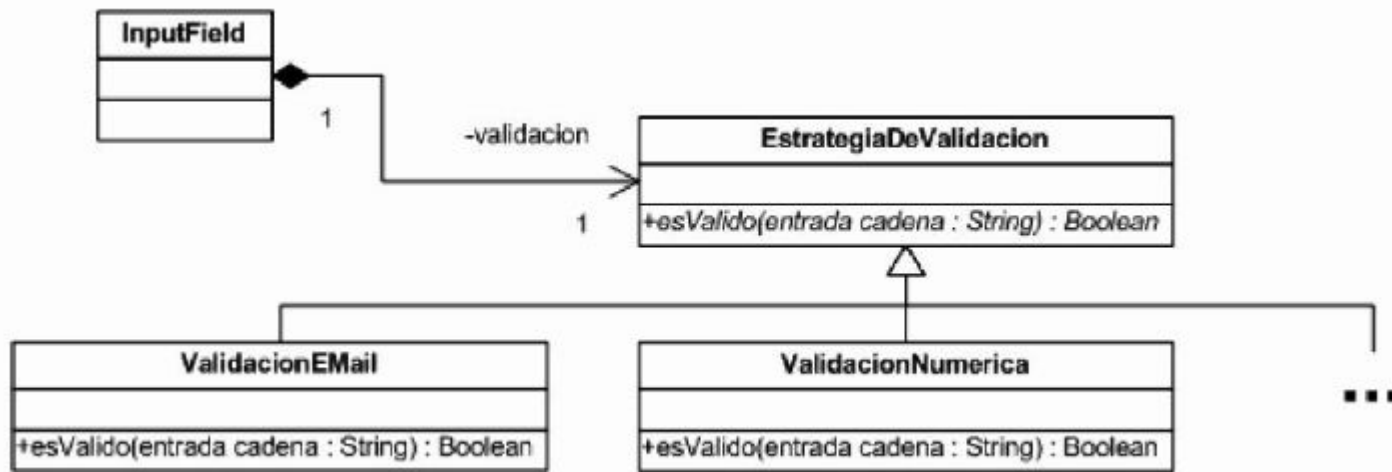 InputField
1
-validacion
1
EstrategiaDeValidacion
+esValido(entrada cadena : String) : Boolean
ValidacionEMail
+esValido(entrada cadena : String) : Boolean
ValidacionNumerica
+esValido(entrada cadena : String) : Boolean
...